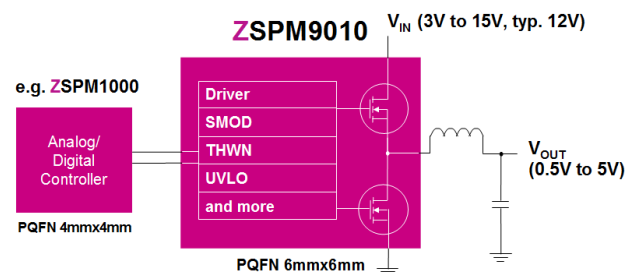 ZSPM9010
VIN (3V to 15V, typ. 12V)
e.g. ZSPM1000
Analog/
Digital
Controller
PQFN 4mmx4mm
Driver
SMOD
THWN
UVLO
and more
PQFN 6mmx6mm
VOUT
(0.5V to 5V)